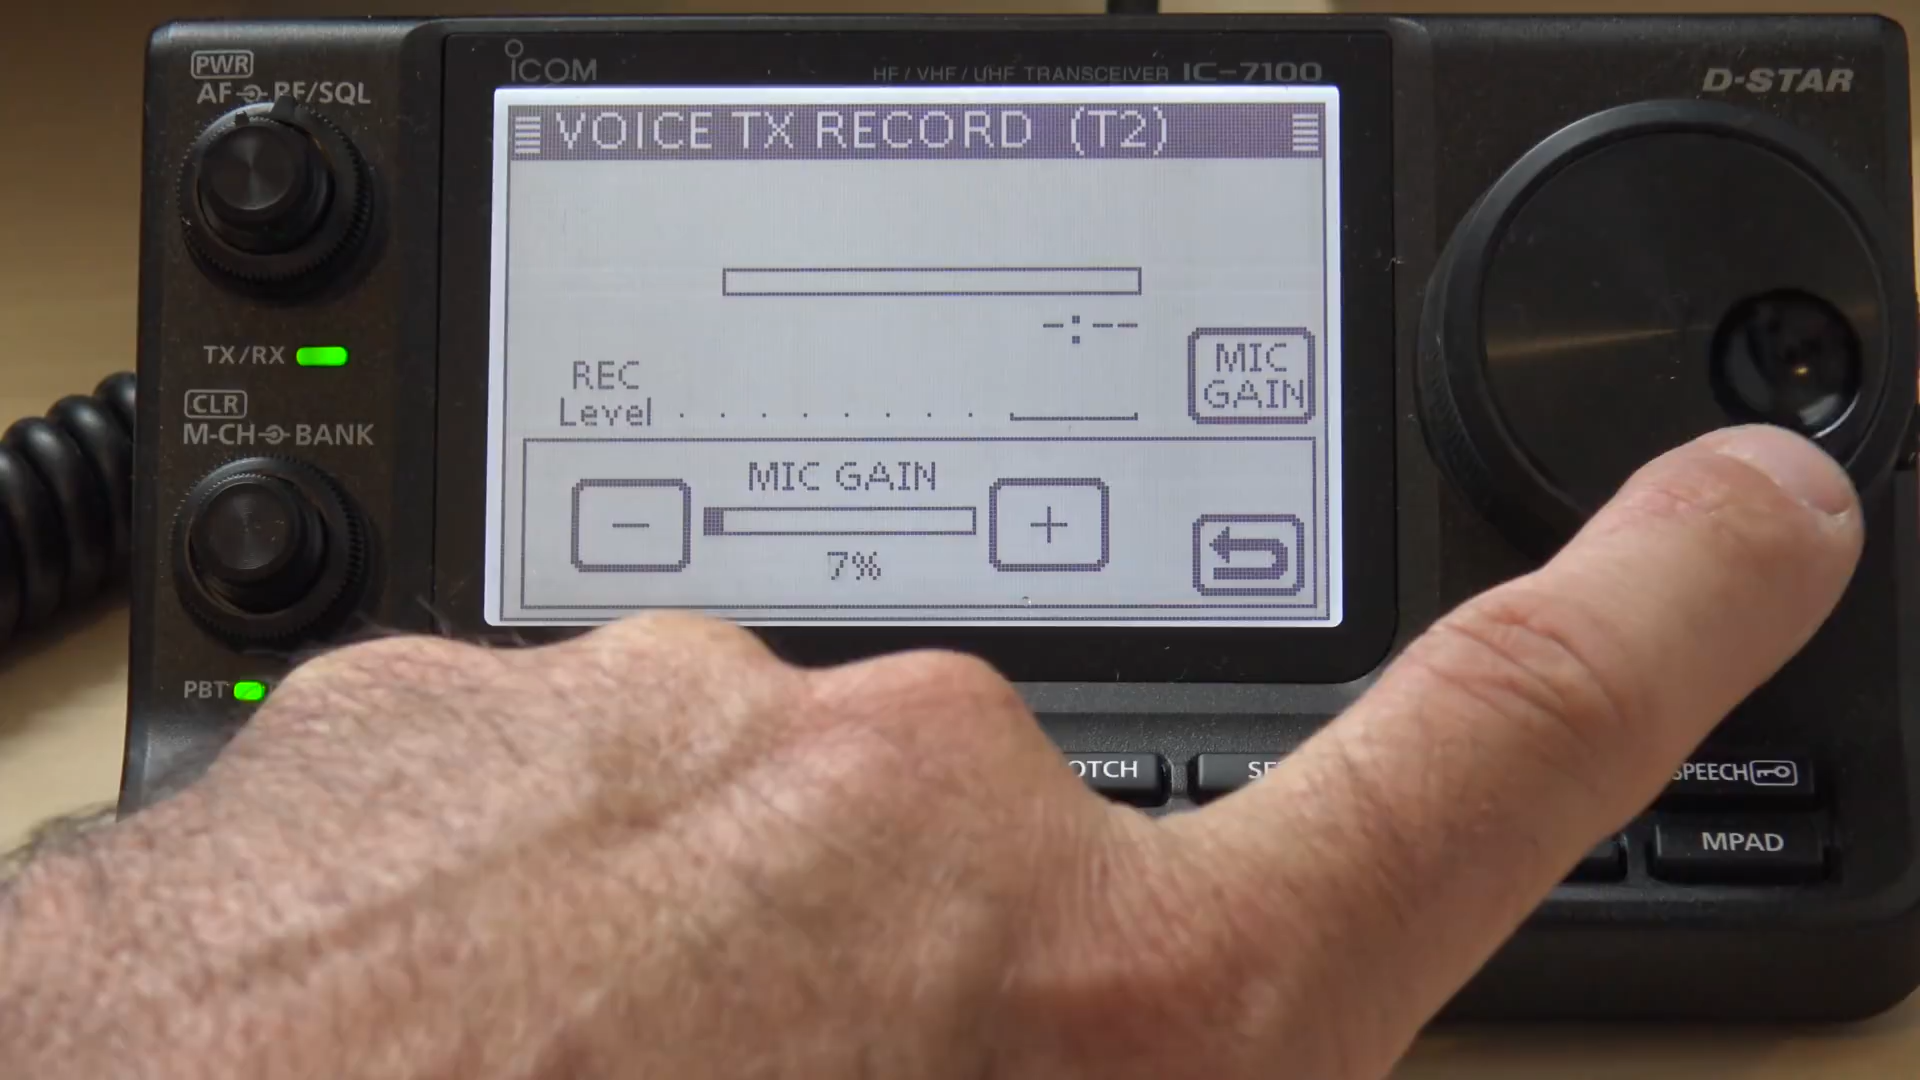 PWR
AF RF/SQL
ICOM
HF/VHF/UHF TRANSCEIVER IC-7100
D-STAR
VOICE TX RECORD (T2)
-:--
REC
Level
MIC
GAIN
MIC GAIN
-
+
7%
TX/RX
CLR
M-CH BANK
PBT
SPEECH
MPAD